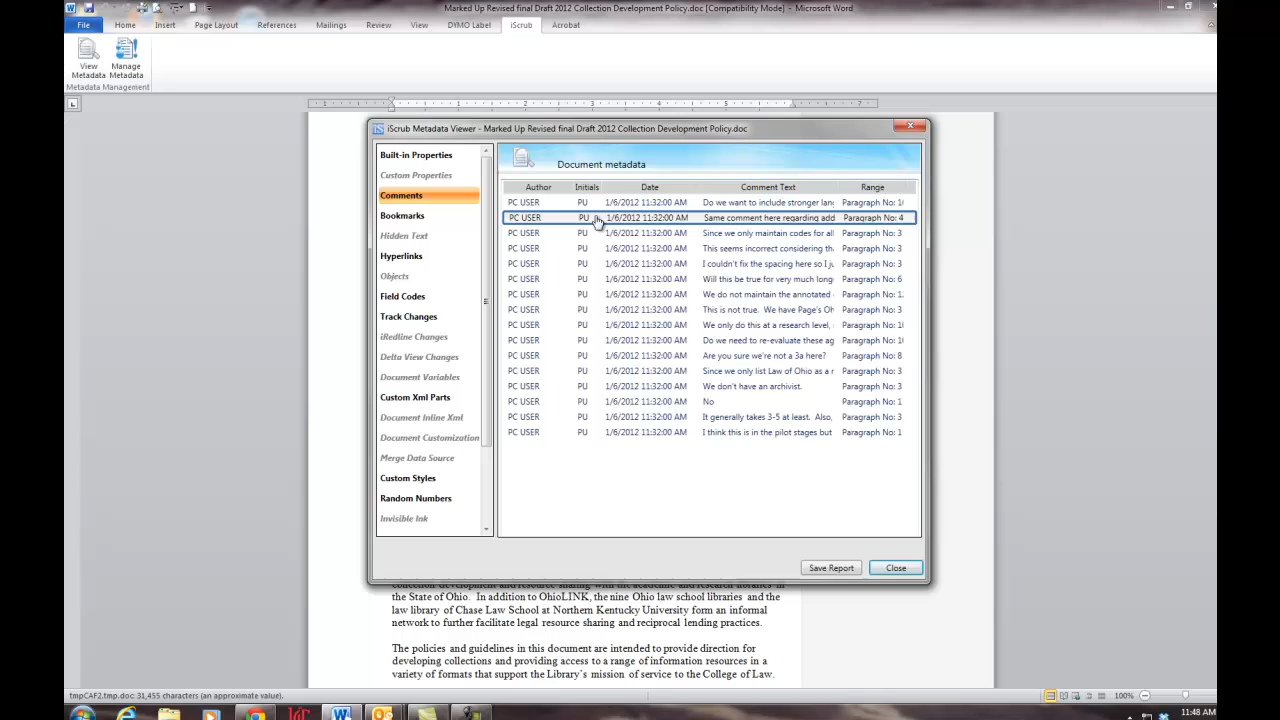 Marked Up Revised final Draft 2012 Collection Development Policy.doc [Compatibility Mode] - Microsoft Word
File Home Insert Page Layout References Mailings Review View DYMO Label iScrub Acrobat
View Metadata
Manage Metadata
Metadata Management
1 1 2 3 4 5 6 7
iScrub Metadata Viewer - Marked Up Revised final Draft 2012 Collection Development Policy.doc
Built-in Properties
Custom Properties
Comments
Bookmarks
Hidden Text
Hyperlinks
Objects
Field Codes
Track Changes
iRedline Changes
Delta View Changes
Document Variables
Custom Xml Parts
Document Inline Xml
Document Customization
Merge Data Source
Custom Styles
Random Numbers
Invisible Ink
Document metadata
Author Initials Date Comment Text Range
PC USER PU 1/6/2012 11:32:00 AM Do we want to include stronger Paragraph No:
PC USER PU 1/6/2012 11:32:00 AM Same comment here regarding add Paragraph No: 4
PC USER PU 1/6/2012 11:32:00 AM Since we only maintain codes for all Paragraph No: 3
PC USER PU 1/6/2012 11:32:00 AM This seems incorrect considering Paragraph No: 3
PC USER PU 1/6/2012 11:32:00 AM I couldn't fix the spacing here so I Paragraph No: 3
PC USER PU 1/6/2012 11:32:00 AM Will this be true for very much Paragraph No: 6
PC USER PU 1/6/2012 11:32:00 AM We do not maintain the annotated Paragraph No:
PC USER PU 1/6/2012 11:32:00 AM This is not true. We have Page's Paragraph No: 3
PC USER PU 1/6/2012 11:32:00 AM We only do this at a research level, Paragraph No:
PC USER PU 1/6/2012 11:32:00 AM Do we need to re-evaluate these Paragraph No:
PC USER PU 1/6/2012 11:32:00 AM Are you sure we're not a 3a here? Paragraph No: 8
PC USER PU 1/6/2012 11:32:00 AM Since we only list Law of Ohio as a Paragraph No: 3
PC USER PU 1/6/2012 11:32:00 AM We don't have an archivist. Paragraph No: 3
PC USER PU 1/6/2012 11:32:00 AM No Paragraph No: 1
PC USER PU 1/6/2012 11:32:00 AM It generally takes 3-5 at least. Also, Paragraph No: 3
PC USER PU 1/6/2012 11:32:00 AM I think this is in the pilot stages but Paragraph No: 1
Save Report Close
collection development and resource sharing with the academic and research libraries in
the State of Ohio. In addition to OhioLINK, the nine Ohio law school libraries and the
law library of Chase Law School at Northern Kentucky University form an informal
network to further facilitate legal resource sharing and reciprocal lending practices.
The policies and guidelines in this document are intended to provide direction for
developing collections and providing access to a range of information resources in a
variety of formats that support the Library's mission of service to the College of Law.
tmpCAF2.tmp.doc: 31,455 characters (an approximate value).
100%
11:48 AM